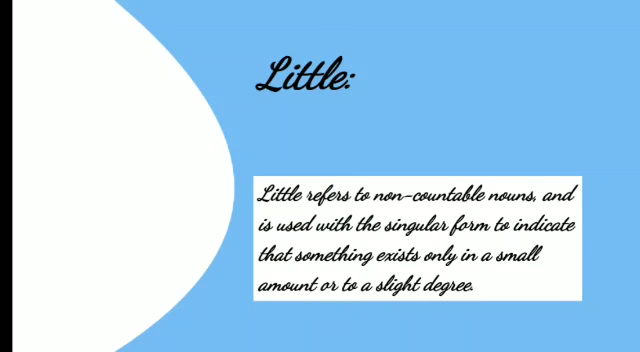 Little:
Little refers to non-countable nouns, and
is used with the singular form to indicate
that something exists only in a small
amount or to a slight degree.